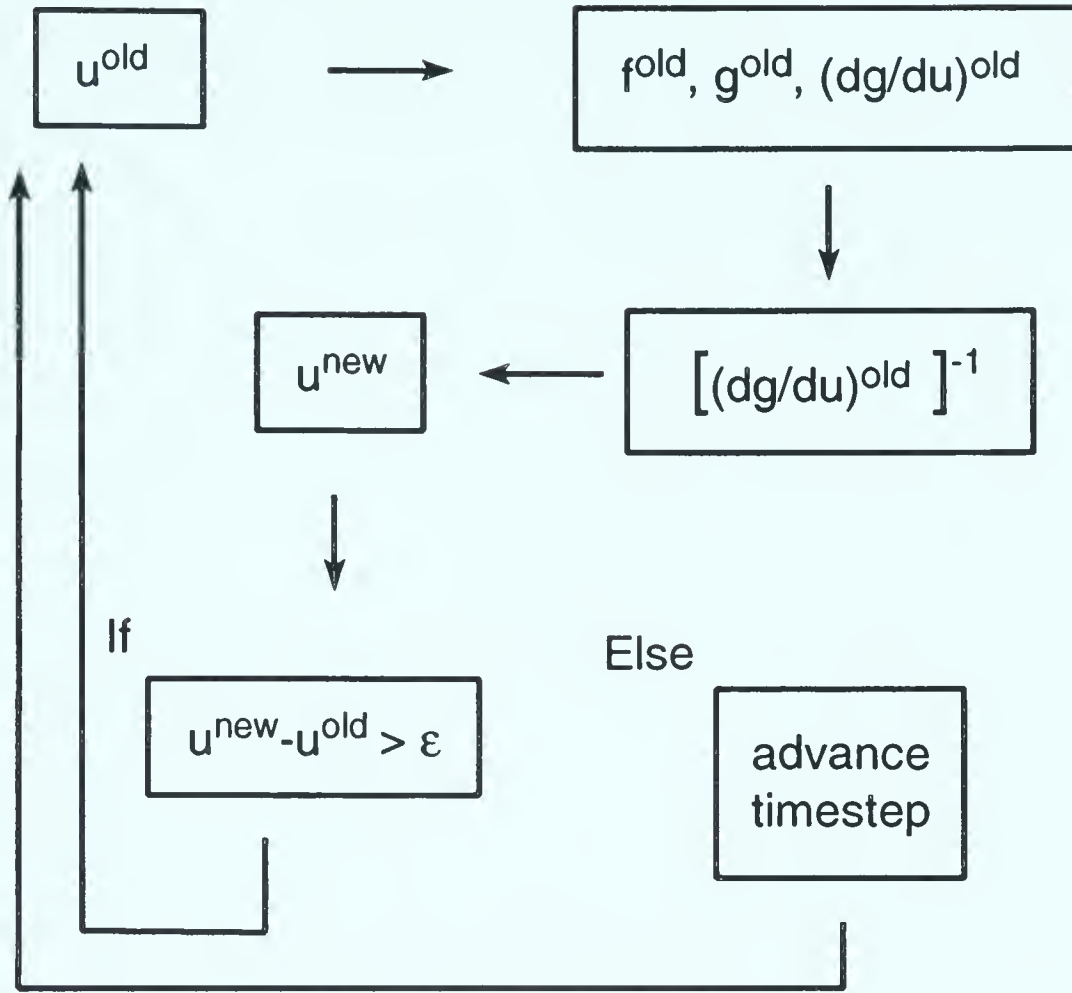 u^old
f^old, g^old, (dg/du)^old
u^new
[(dg/du)^old ]^-1
If
Else
u^new-u^old > ε
advance
timestep